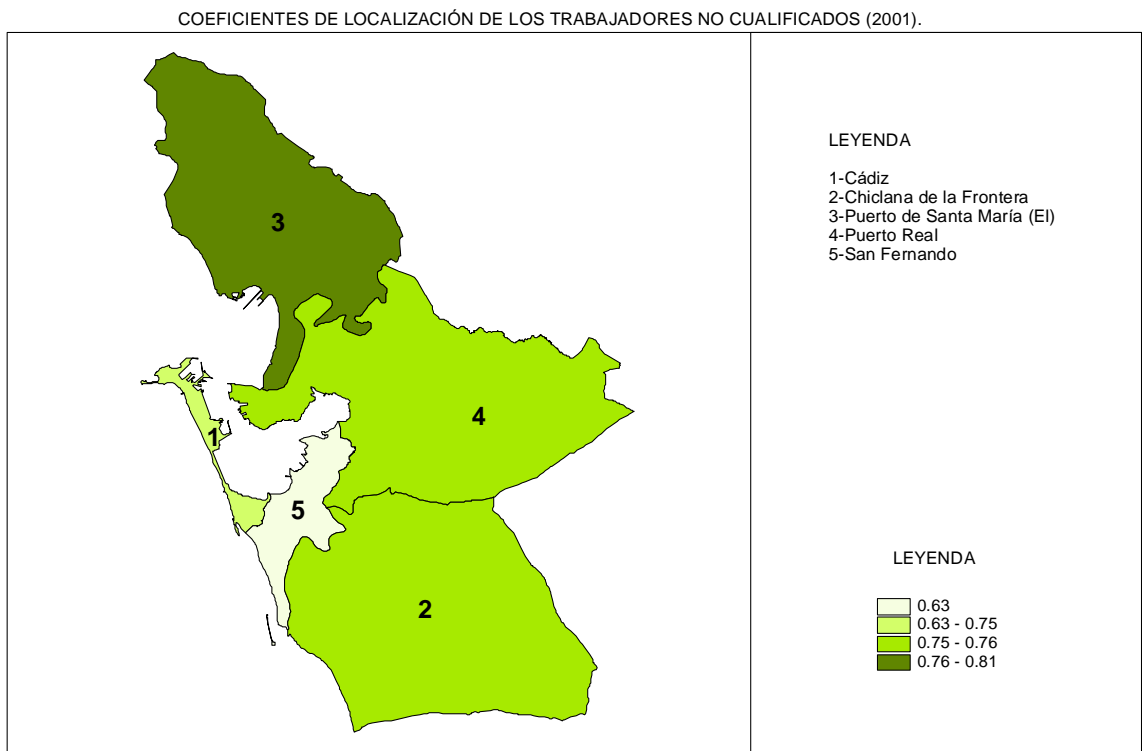 COEFICIENTES DE LOCALIZACIÓN DE LOS TRABAJADORES NO CUALIFICADOS (2001).
LEYENDA
1-Cádiz
2-Chiclana de la Frontera
3-Puerto de Santa María (El)
4-Puerto Real
5-San Fernando
3
4
1
5
2
LEYENDA
0.63
0.63 - 0.75
0.75 - 0.76
0.76 - 0.81